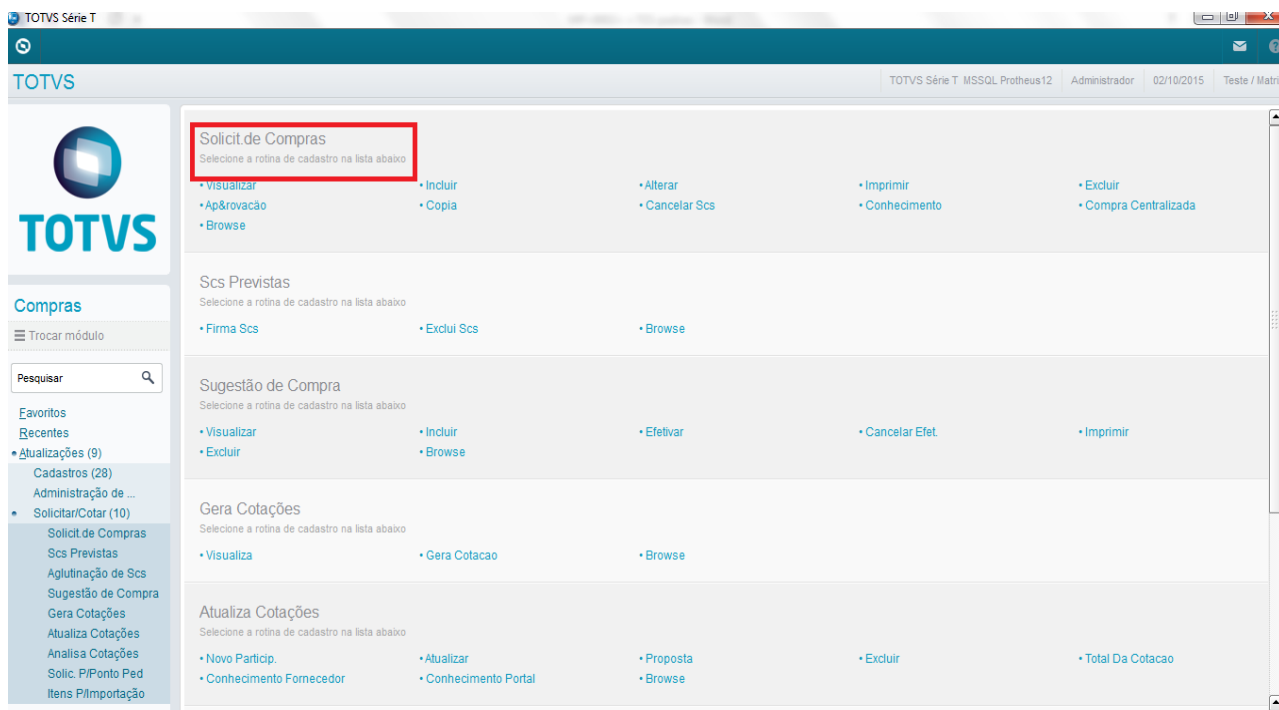 TOTVS Série T
TOTVS
TOTVS Série T MSSQL Protheus12 Administrador 02/10/2015 Teste / Matri
TOTVS
Compras
Trocar módulo
Pesquisar
Favoritos
Recentes
Atualizações (9)
Cadastros (28)
Administração de ...
Solicitar/Cotar (10)
Solicit.de Compras
Scs Previstas
Aglutinação de Scs
Sugestão de Compra
Gera Cotações
Atualiza Cotações
Analisa Cotações
Solic. P/Ponto Ped
Itens P/Importação
Solicit.de Compras
Selecione a rotina de cadastro na lista abaixo
• Visualizar • Incluir • Alterar • Imprimir • Excluir
• Ap&rovacäo • Copia • Cancelar Scs • Conhecimento • Compra Centralizada
• Browse
Scs Previstas
Selecione a rotina de cadastro na lista abaixo
• Firma Scs • Exclui Scs • Browse
Sugestão de Compra
Selecione a rotina de cadastro na lista abaixo
• Visualizar • Incluir • Efetivar • Cancelar Efet. • Imprimir
• Excluir • Browse
Gera Cotações
Selecione a rotina de cadastro na lista abaixo
• Visualiza • Gera Cotacao • Browse
Atualiza Cotações
Selecione a rotina de cadastro na lista abaixo
• Novo Particip. • Atualizar • Proposta • Excluir • Total Da Cotacao
• Conhecimento Fornecedor • Conhecimento Portal • Browse